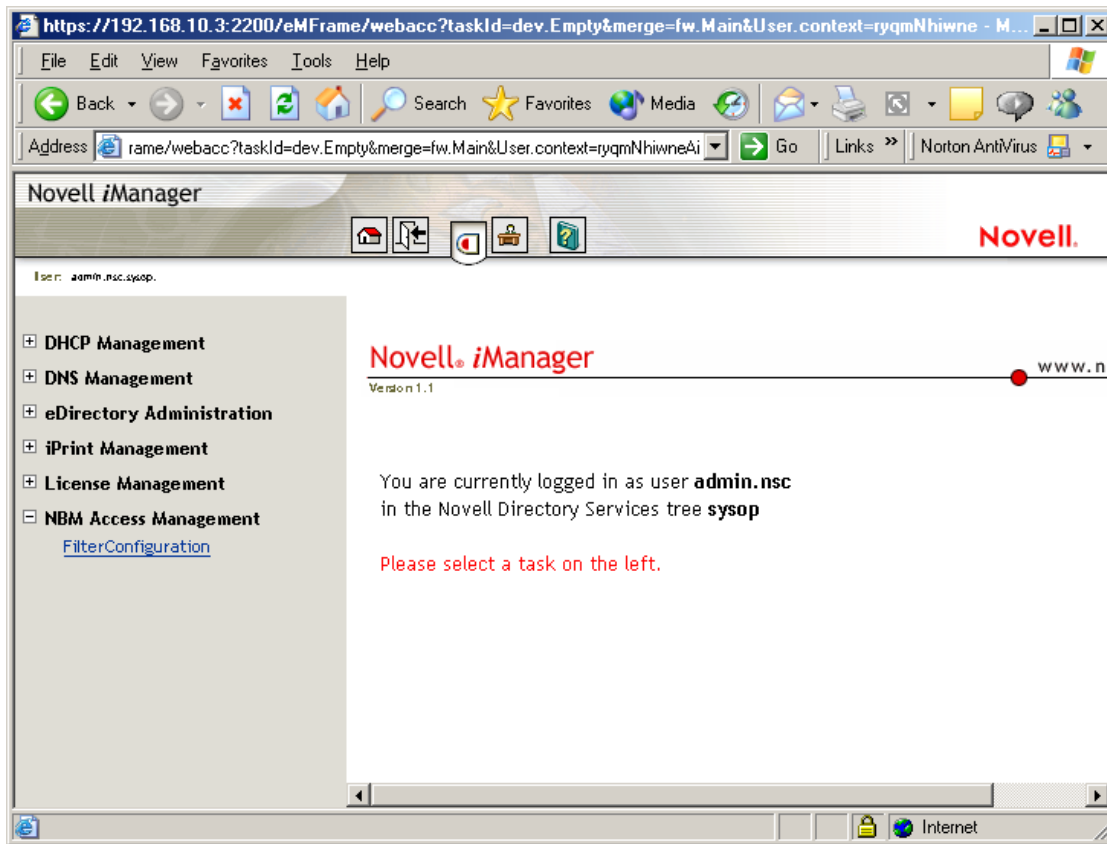 https://192.168.10.3:2200/eMFrame/webacc?taskId=dev.Empty&merge=fw.Main&User.context=ryqmNhiwne - M...
File Edit View Favorites Tools Help
Back Search Favorites Media
Address rame/webacc?taskId=dev.Empty&merge=fw.Main&User.context=ryqmNhiwneAi Go Links » Norton AntiVirus
Novell iManager
Novell.
User: admin.nsc.sysop.
DHCP Management
DNS Management
eDirectory Administration
iPrint Management
License Management
NBM Access Management
FilterConfiguration
Novell® iManager
www.n
Version 1.1
You are currently logged in as user admin.nsc
in the Novell Directory Services tree sysop
Please select a task on the left.
Internet